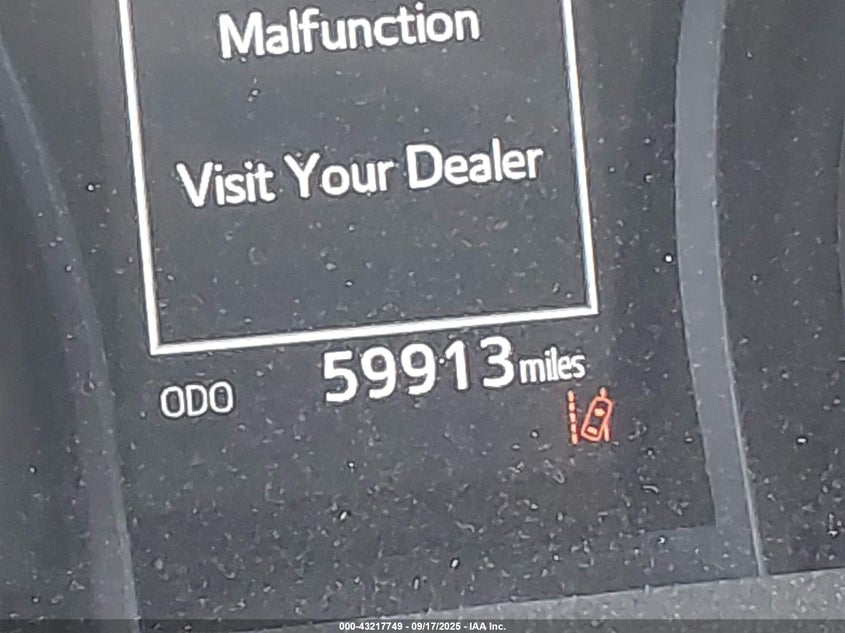 Malfunction
Visit Your Dealer
ODO 59913 miles
000-43217749 - 09/17/2025 - IAA Inc.